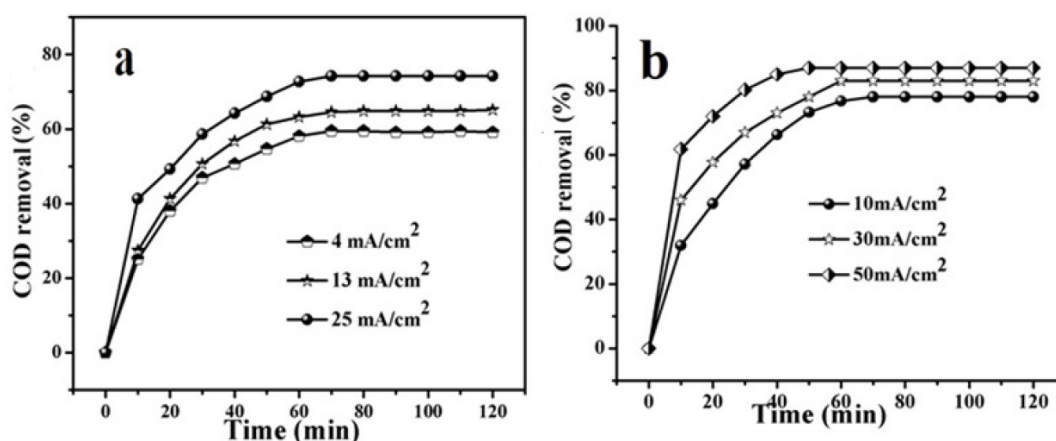 a
80
60
40
20
0
COD removal (%)
4 mA/cm²
13 mA/cm²
25 mA/cm²
0 20 40 60 80 100 120
Time (min)
b
100
80
60
40
20
0
COD removal (%)
10mA/cm²
30mA/cm²
50mA/cm²
0 20 40 60 80 100 120
Time (min)